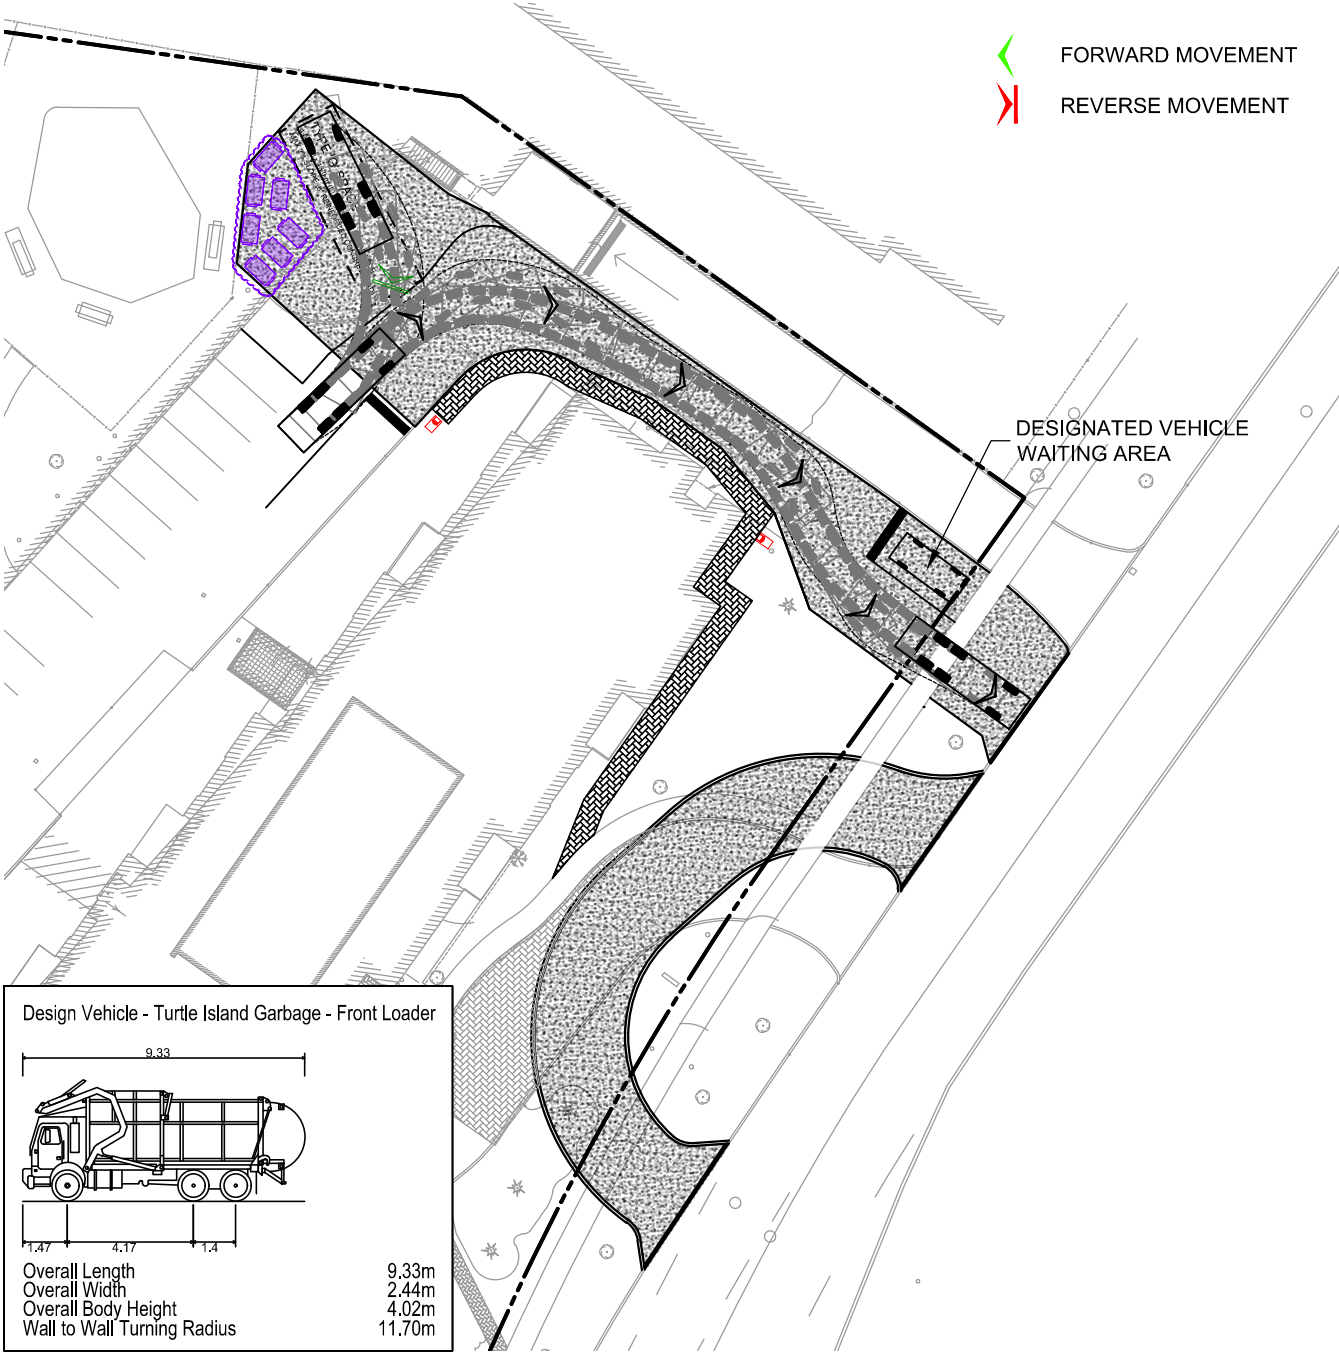 FORWARD MOVEMENT
REVERSE MOVEMENT
DESIGNATED VEHICLE
WAITING AREA
Design Vehicle - Turtle Island Garbage - Front Loader
9.33
1.47
4.17
1.4
Overall Length 9.33m
Overall Width 2.44m
Overall Body Height 4.02m
Wall to Wall Turning Radius 11.70m